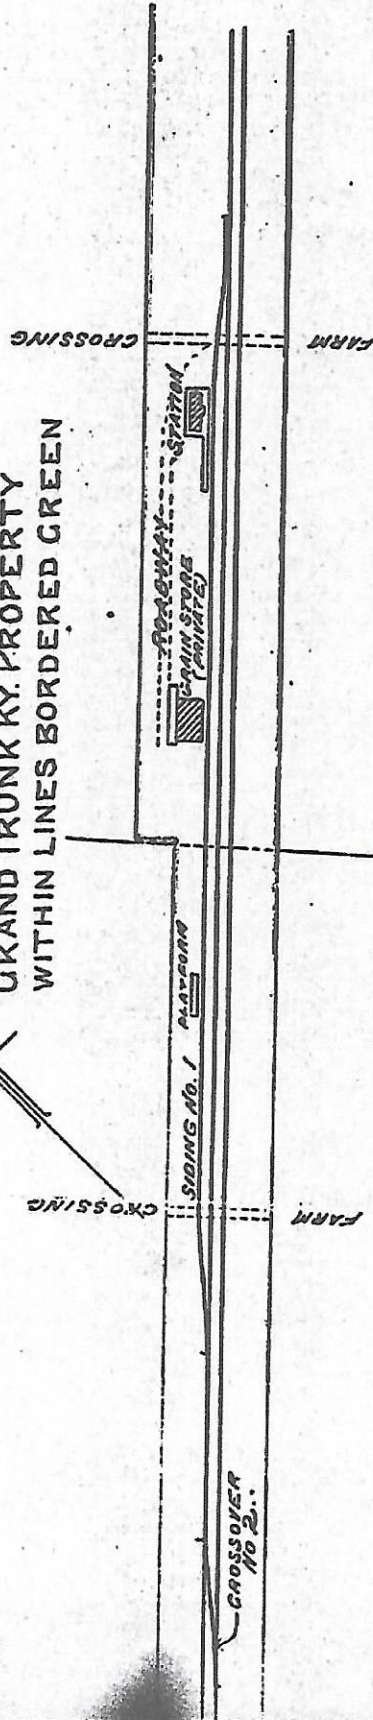 GRAND TRUNK RY. PROPERTY
WITHIN LINES BORDERED GREEN
CROSSING
FARM
STATION
ROADWAY
GRAIN STORE
(PRIVATE)
PLATFORM
SIDING NO. 1
CROSSING
FARM
CROSSOVER
NO 2.